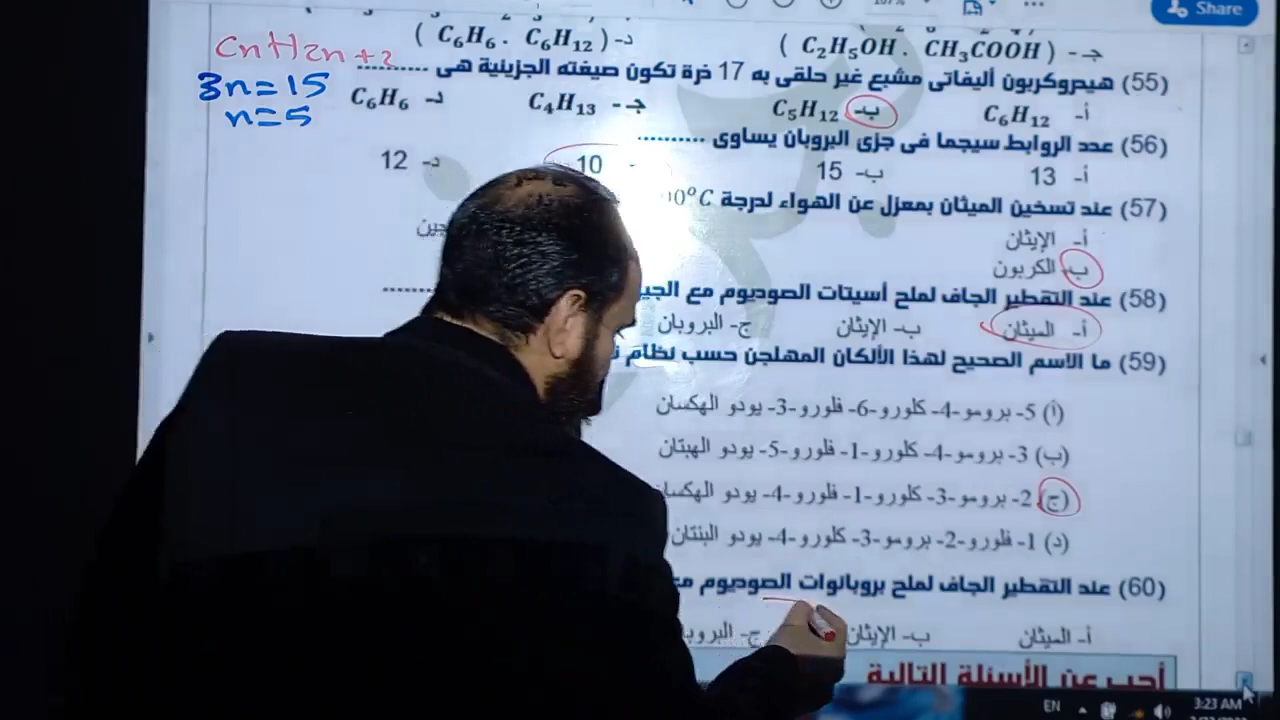 Share
ج- ( C₂H₅OH . CH₃COOH ) د- ( C₆H₆ . C₆H₁₂ )
CnH2n+2
3n=15
n=5
(55) هيدروكربون أليفاتى مشبع غير حلقى به 17 ذرة تكون صيغته الجزيئية هى ..........
أ- C₆H₁₂ ب- C₅H₁₂ ج- C₄H₁₃ د- C₆H₆
(56) عدد الروابط سيجما فى جزئ البروبان يساوى ..........
أ- 13 ب- 15 10 د- 12
(57) عند تسخين الميثان بمعزل عن الهواء لدرجة 00°C
أ- الإيثان
ب- الكربون
(58) عند التقطير الجاف لملح أسيتات الصوديوم مع ..........
أ- الميثان ب- الإيثان ج- البروبان
(59) ما الاسم الصحيح لهذا الألكان المهلجن حسب نظام
(أ) 5- برومو-4- كلورو-6- فلورو-3- يودو الهكسان
(ب) 3- برومو-4- كلورو-1- فلورو-5- يودو الهبتان
(ج) 2- برومو-3- كلورو-1- فلورو-4- يودو الهكسان
(د) 1- فلورو-2- برومو-3- كلورو-4- يودو البنتان
(60) عند التقطير الجاف لملح بروبانوات الصوديوم
أ- الميثان ب- الإيثان ج-
أجب عن الأسئلة التالية
EN 3:23 AM